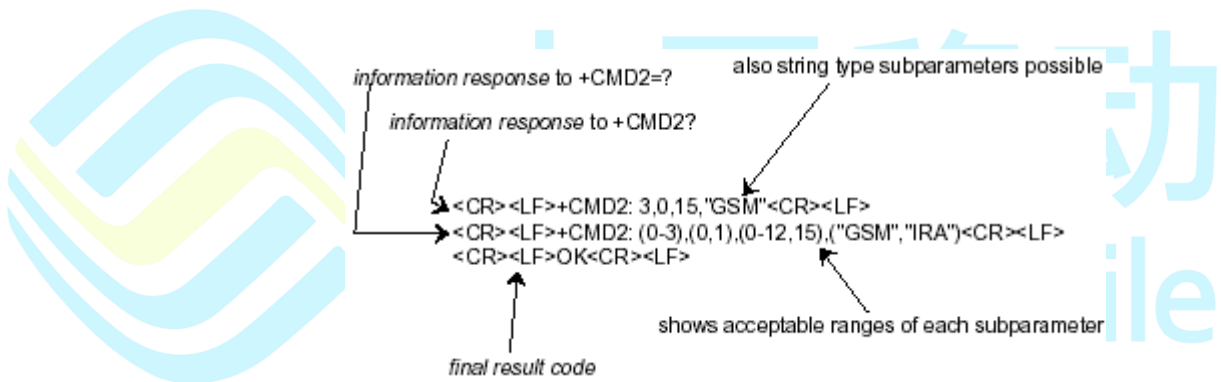 also string type subparameters possible
information response to +CMD2=?
information response to +CMD2?
<CR><LF>+CMD2: 3,0,15,"GSM"<CR><LF>
<CR><LF>+CMD2: (0-3),(0,1),(0-12,15),("GSM","IRA")<CR><LF>
<CR><LF>OK<CR><LF>
shows acceptable ranges of each subparameter
final result code